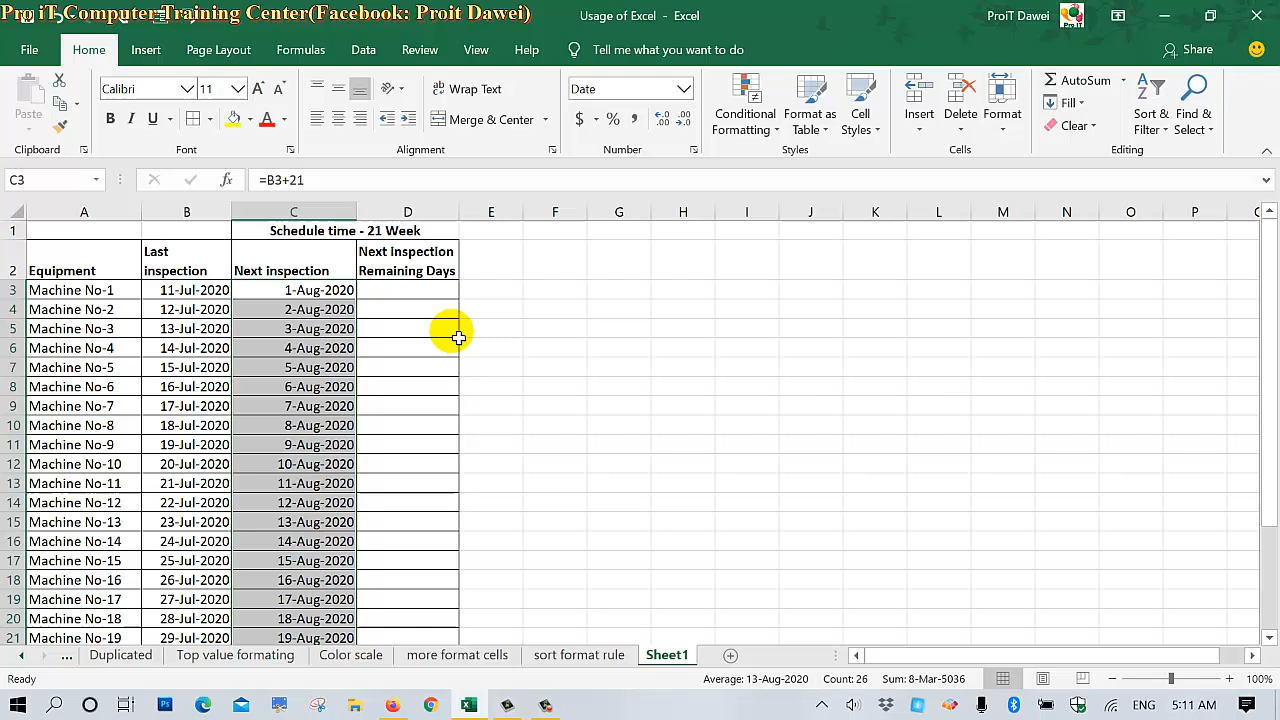 Pro iT Computer Training Center(Facebook: Proit Dawei)
Usage of Excel - Excel
ProiT Dawei
File Home Insert Page Layout Formulas Data Review View Help Tell me what you want to do Share
Paste
Clipboard
Calibri 11
B I U
Font
Wrap Text
Merge & Center
Alignment
Date
$ % ,
Number
Conditional Formatting
Format as Table
Cell Styles
Styles
Insert Delete Format
Cells
AutoSum
Fill
Clear
Sort & Filter
Find & Select
Editing
C3 fx =B3+21
A B C D E F G H I J K L M N O P
1 Schedule time - 21 Week
2 Equipment Last inspection Next inspection Next inspection Remaining Days
3 Machine No-1 11-Jul-2020 1-Aug-2020
4 Machine No-2 12-Jul-2020 2-Aug-2020
5 Machine No-3 13-Jul-2020 3-Aug-2020
6 Machine No-4 14-Jul-2020 4-Aug-2020
7 Machine No-5 15-Jul-2020 5-Aug-2020
8 Machine No-6 16-Jul-2020 6-Aug-2020
9 Machine No-7 17-Jul-2020 7-Aug-2020
10 Machine No-8 18-Jul-2020 8-Aug-2020
11 Machine No-9 19-Jul-2020 9-Aug-2020
12 Machine No-10 20-Jul-2020 10-Aug-2020
13 Machine No-11 21-Jul-2020 11-Aug-2020
14 Machine No-12 22-Jul-2020 12-Aug-2020
15 Machine No-13 23-Jul-2020 13-Aug-2020
16 Machine No-14 24-Jul-2020 14-Aug-2020
17 Machine No-15 25-Jul-2020 15-Aug-2020
18 Machine No-16 26-Jul-2020 16-Aug-2020
19 Machine No-17 27-Jul-2020 17-Aug-2020
20 Machine No-18 28-Jul-2020 18-Aug-2020
21 Machine No-19 29-Jul-2020 19-Aug-2020
... Duplicated Top value formating Color scale more format cells sort format rule Sheet1
Ready Average: 13-Aug-2020 Count: 26 Sum: 8-Mar-5036 100%
ENG 5:11 AM